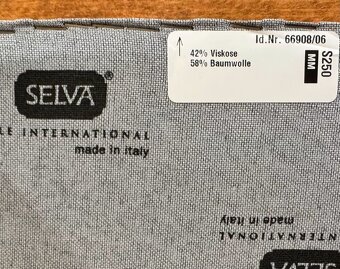 Id.Nr. 66908/06
42% Viskose
58% Baumwolle
S250
MM
SELVA®
LE INTERNATIONAL
made in italy
made in italy
INTERNATIONAL
SELVA